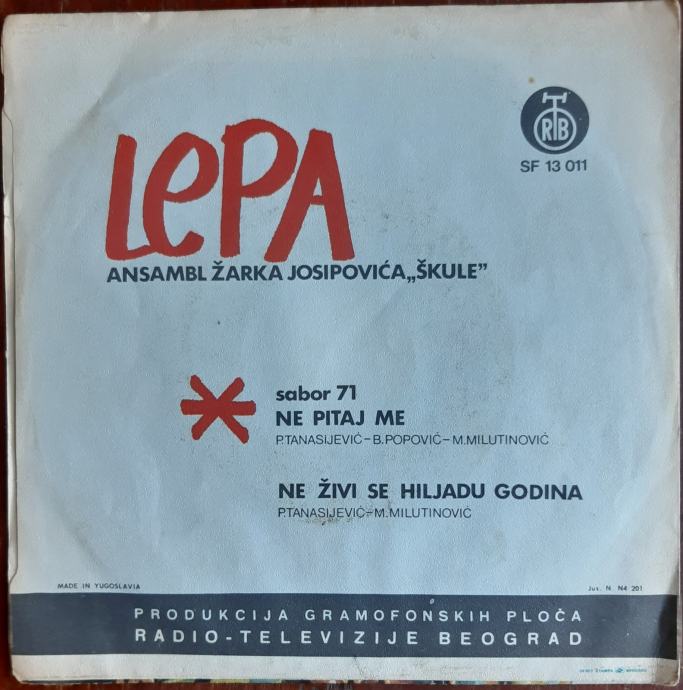 RTB
SF 13 011
LePA
ANSAMBL ŽARKA JOSIPOVIĆA„ŠKULE”
sabor 71
NE PITAJ ME
P.TANASIJEVIĆ–B.POPOVIĆ–M.MILUTINOVIĆ
NE ŽIVI SE HILJADU GODINA
P.TANASIJEVIĆ–M.MILUTINOVIĆ
MADE IN YUGOSLAVIA
Jus. N N4 201
PRODUKCIJA GRAMOFONSKIH PLOČA
RADIO-TELEVIZIJE BEOGRAD